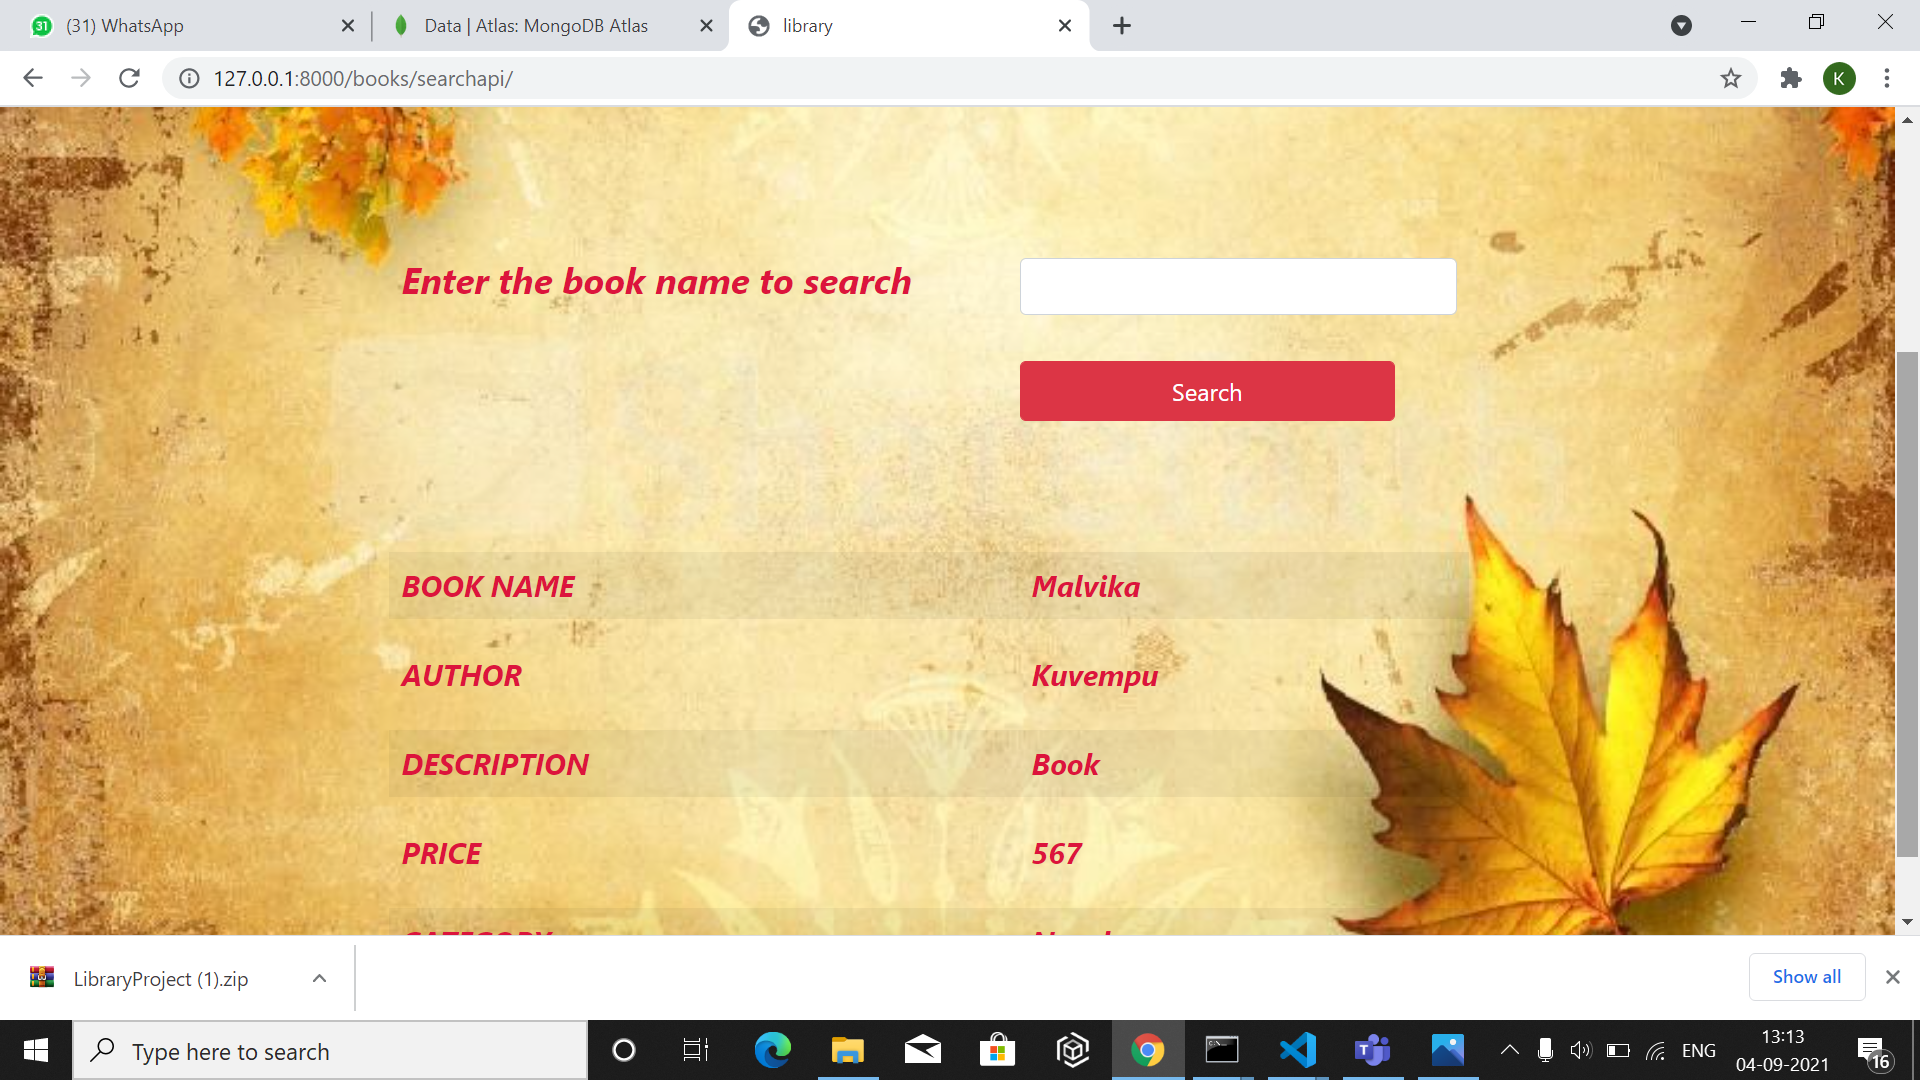 31 (31) WhatsApp
Data | Atlas: MongoDB Atlas
library
127.0.0.1:8000/books/searchapi/
K
Enter the book name to search
Search
BOOK NAME Malvika
AUTHOR Kuvempu
DESCRIPTION Book
PRICE 567
CATEGORY
LibraryProject (1).zip
Show all
Type here to search
ENG
13:13
04-09-2021
16